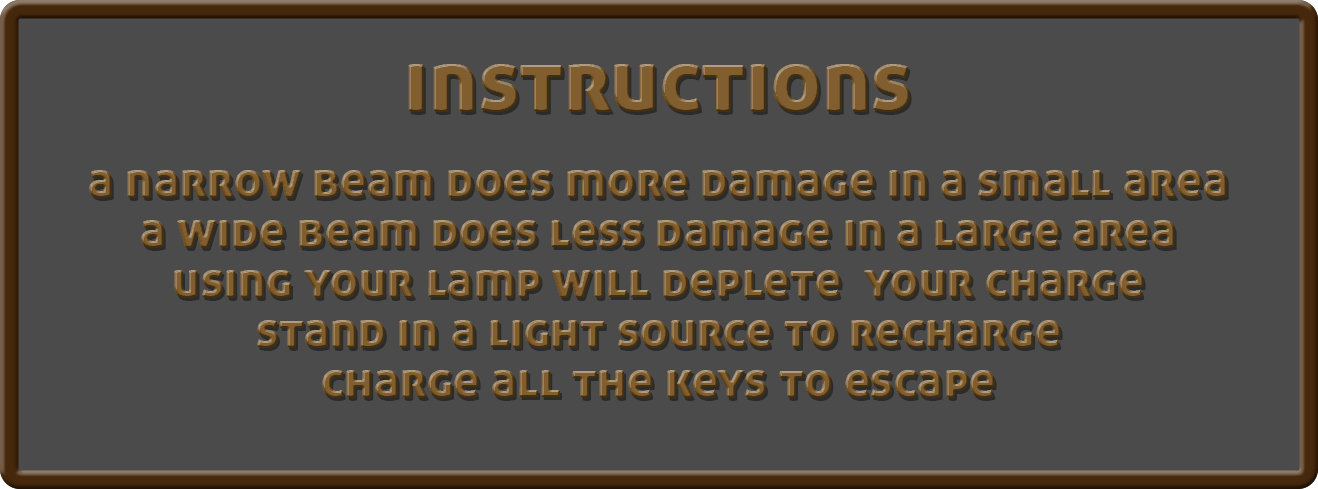 INSTRUCTIONS
a narrow beam does more damage in a small area
a wide beam does less damage in a large area
using your lamp will deplete  your charge
stand in a light source to recharge
charge all the keys to escape